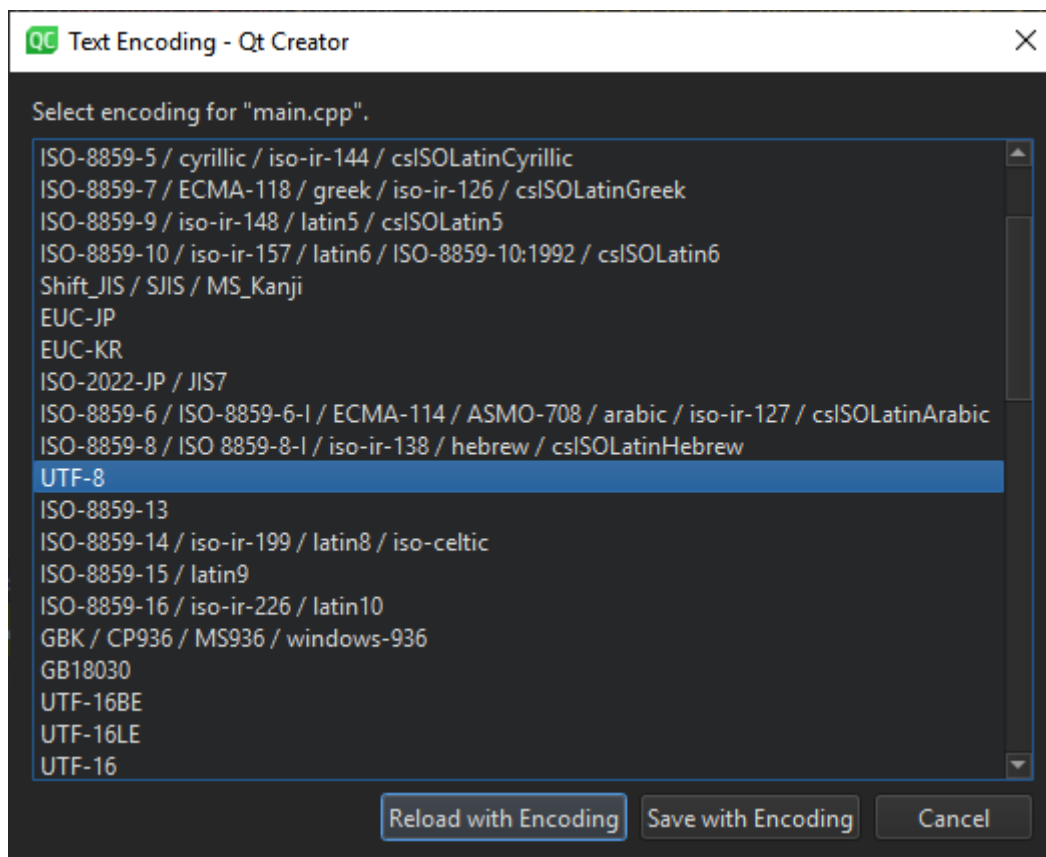 QC Text Encoding - Qt Creator
Select encoding for "main.cpp".
ISO-8859-5 / cyrillic / iso-ir-144 / csISOLatinCyrillic
ISO-8859-7 / ECMA-118 / greek / iso-ir-126 / csISOLatinGreek
ISO-8859-9 / iso-ir-148 / latin5 / csISOLatin5
ISO-8859-10 / iso-ir-157 / latin6 / ISO-8859-10:1992 / csISOLatin6
Shift_JIS / SJIS / MS_Kanji
EUC-JP
EUC-KR
ISO-2022-JP / JIS7
ISO-8859-6 / ISO-8859-6-I / ECMA-114 / ASMO-708 / arabic / iso-ir-127 / csISOLatinArabic
ISO-8859-8 / ISO 8859-8-I / iso-ir-138 / hebrew / csISOLatinHebrew
UTF-8
ISO-8859-13
ISO-8859-14 / iso-ir-199 / latin8 / iso-celtic
ISO-8859-15 / latin9
ISO-8859-16 / iso-ir-226 / latin10
GBK / CP936 / MS936 / windows-936
GB18030
UTF-16BE
UTF-16LE
UTF-16
Reload with Encoding Save with Encoding Cancel